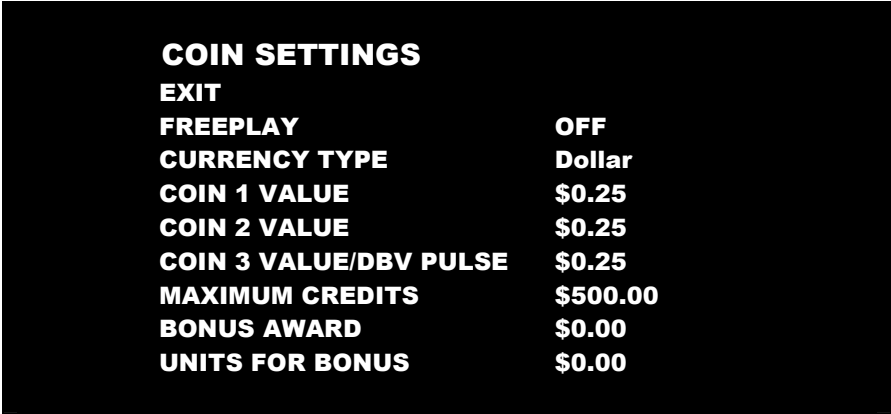 COIN SETTINGS
EXIT
FREEPLAY OFF
CURRENCY TYPE Dollar
COIN 1 VALUE $0.25
COIN 2 VALUE $0.25
COIN 3 VALUE/DBV PULSE $0.25
MAXIMUM CREDITS $500.00
BONUS AWARD $0.00
UNITS FOR BONUS $0.00